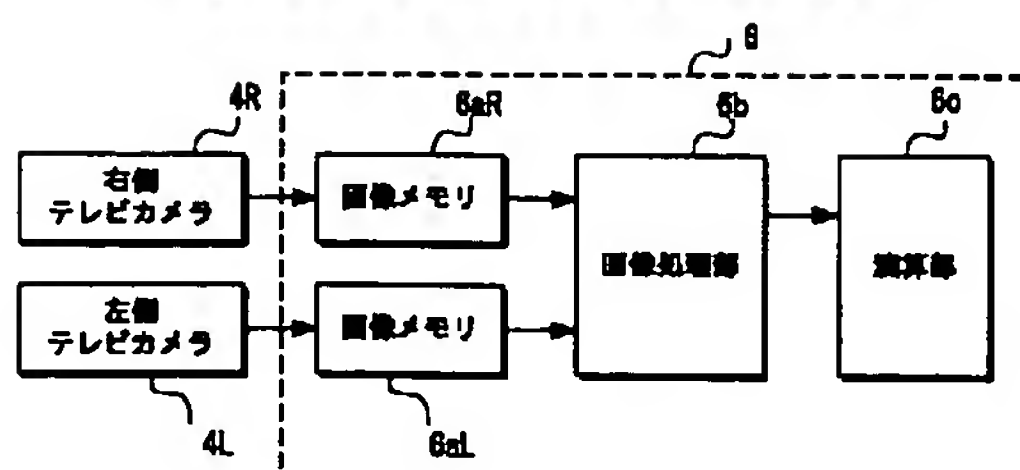 6
4R
6aR
6b
6c
右側
テレビカメラ
画像メモリ
画像処理部
演算部
左側
テレビカメラ
画像メモリ
4L
6aL